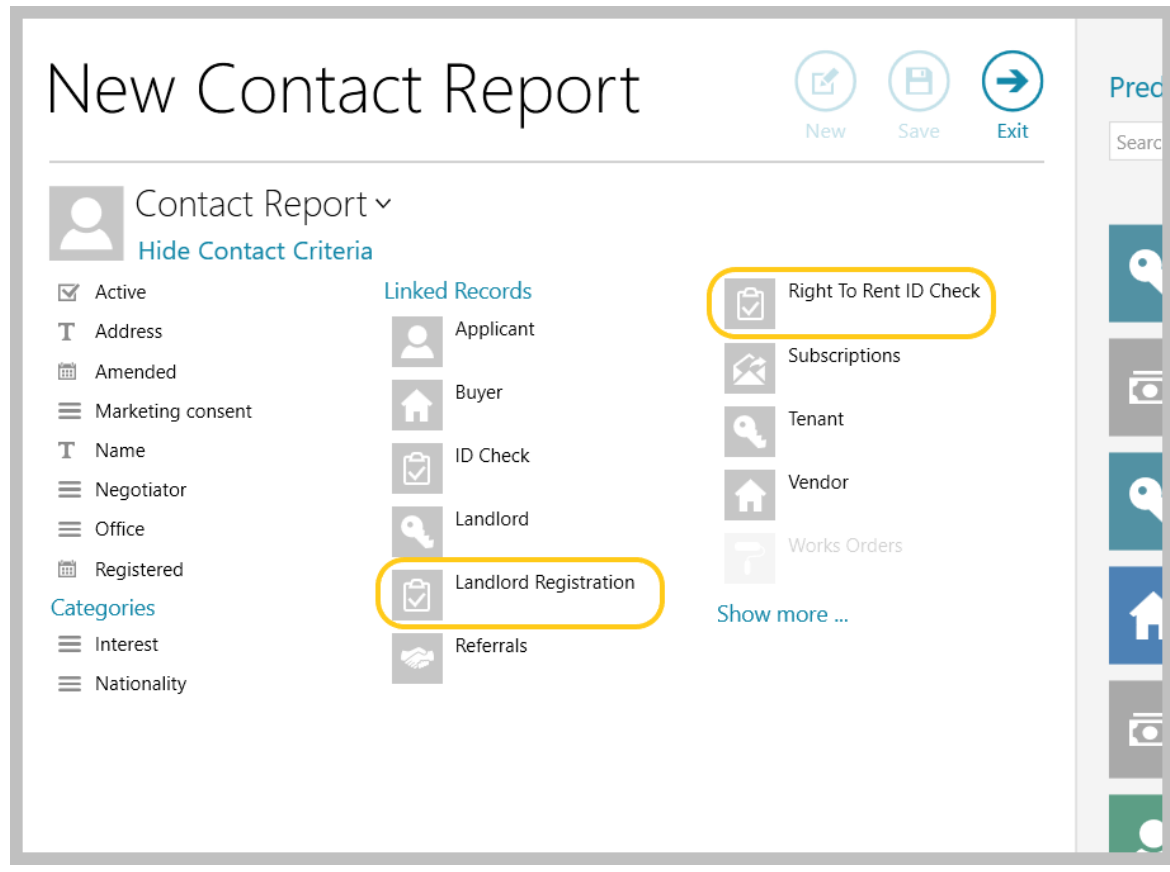 New Contact Report
New
Save
Exit
Contact Report
Hide Contact Criteria
Active
Address
Amended
Marketing consent
Name
Negotiator
Office
Registered
Categories
Interest
Nationality
Linked Records
Applicant
Buyer
ID Check
Landlord
Landlord Registration
Referrals
Right To Rent ID Check
Subscriptions
Tenant
Vendor
Works Orders
Show more ...
Pred
Searc